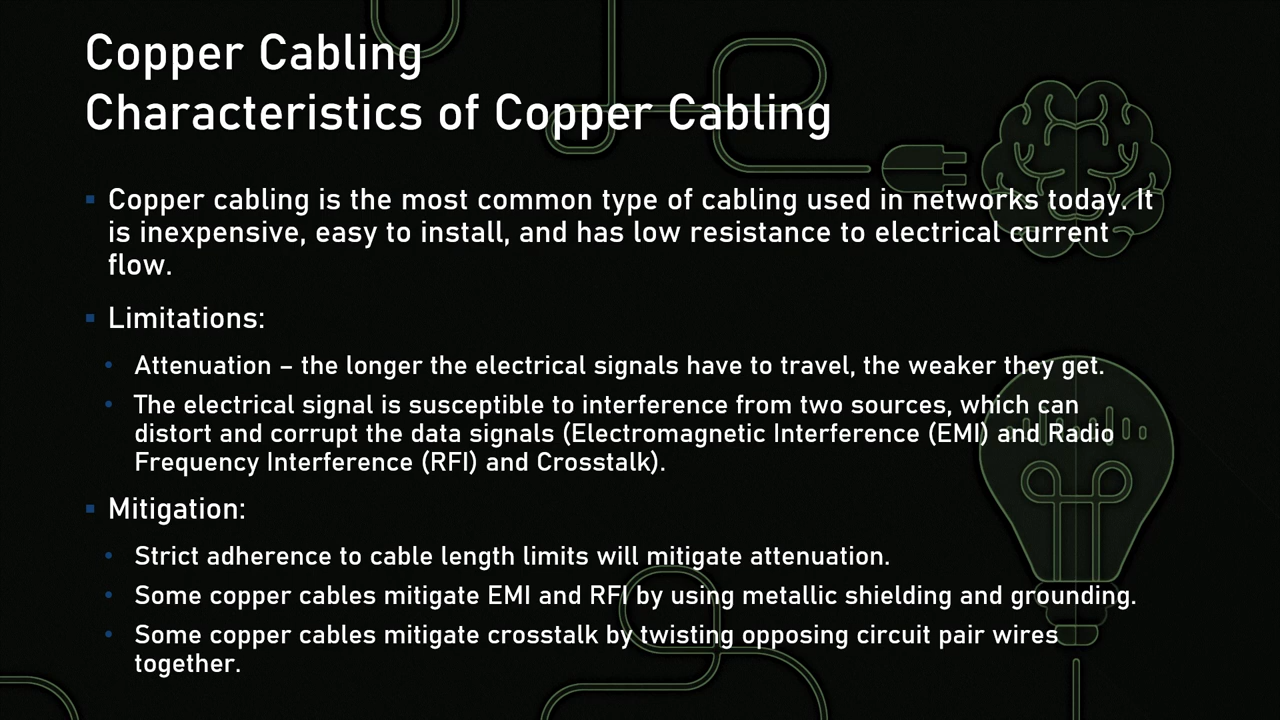 Copper Cabling
Characteristics of Copper Cabling
▪ Copper cabling is the most common type of cabling used in networks today. It
is inexpensive, easy to install, and has low resistance to electrical current
flow.
▪ Limitations:
• Attenuation – the longer the electrical signals have to travel, the weaker they get.
• The electrical signal is susceptible to interference from two sources, which can
distort and corrupt the data signals (Electromagnetic Interference (EMI) and Radio
Frequency Interference (RFI) and Crosstalk).
▪ Mitigation:
• Strict adherence to cable length limits will mitigate attenuation.
• Some copper cables mitigate EMI and RFI by using metallic shielding and grounding.
• Some copper cables mitigate crosstalk by twisting opposing circuit pair wires
together.